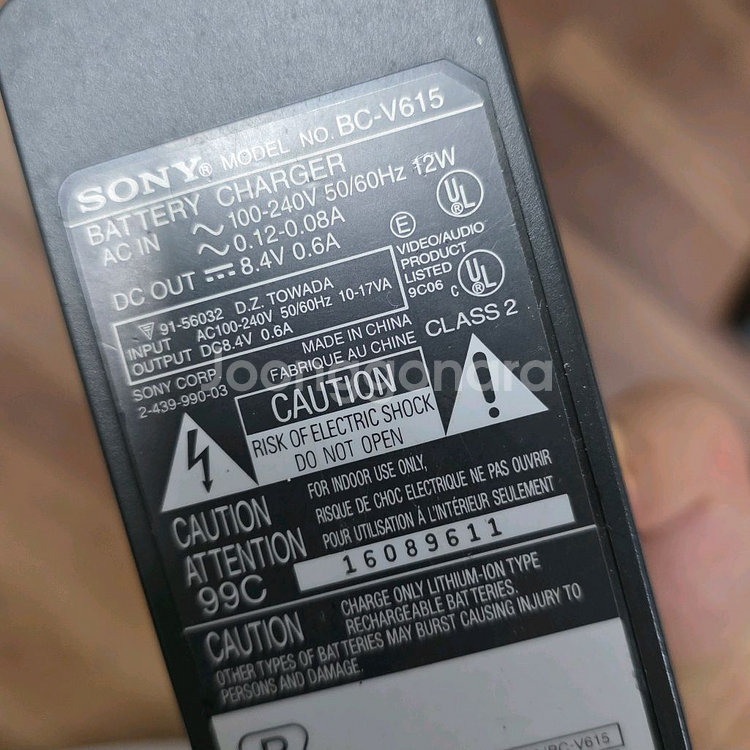 SONY® MODEL NO. BC-V615
BATTERY CHARGER
AC IN ~ 100-240V 50/60Hz 12W
~ 0.12-0.08A
DC OUT 8.4V 0.6A
UL
E
VIDEO/AUDIO
PRODUCT
LISTED
9C06 C UL
91-56032 D.Z. TOWADA
INPUT AC100-240V 50/60Hz 10-17VA
OUTPUT DC8.4V 0.6A
SONY CORP. MADE IN CHINA
2-439-990-03 FABRIQUE AU CHINE
CLASS 2
Joonggonara
CAUTION
RISK OF ELECTRIC SHOCK
DO NOT OPEN
CAUTION FOR INDOOR USE ONLY,
ATTENTION RISQUE DE CHOC ELECTRIQUE NE PAS OUVRIR
POUR UTILISATION À L'INTÉRIEUR SEULEMENT
99C 16089611
CAUTION CHARGE ONLY LITHIUM-ION TYPE
RECHARGEABLE BATTERIES.
OTHER TYPES OF BATTERIES MAY BURST CAUSING INJURY TO
PERSONS AND DAMAGE.
/BC-V615